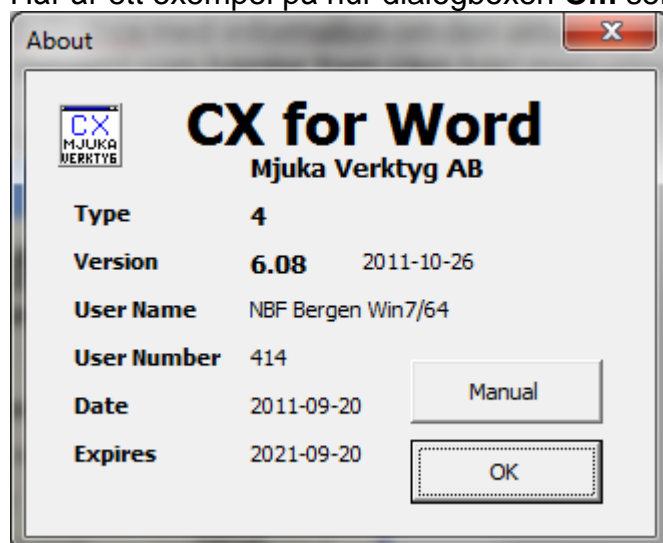 Här är ett exempel på hur dialogboxen Om
About
CX
MJUKA
VERKTYG
CX for Word
Mjuka Verktyg AB
Type 4
Version 6.08 2011-10-26
User Name NBF Bergen Win7/64
User Number 414
Date 2011-09-20
Manual
Expires 2021-09-20
OK